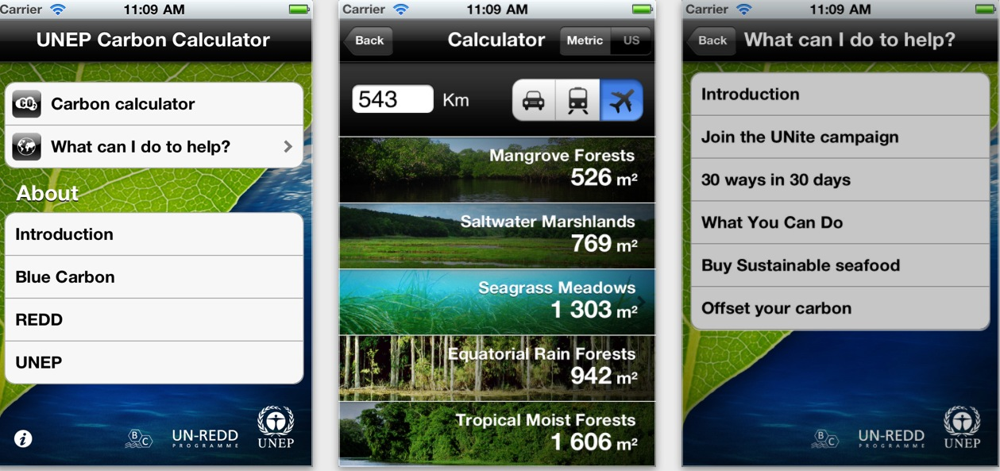 Carrier 11:09 AM
UNEP Carbon Calculator
CO₂ Carbon calculator
What can I do to help?
About
Introduction
Blue Carbon
REDD
UNEP
i
BC
UN-REDD
PROGRAMME
UNEP
Carrier 11:09 AM
Back Calculator Metric US
543 Km
Mangrove Forests
526 m²
Saltwater Marshlands
769 m²
Seagrass Meadows
1 303 m²
Equatorial Rain Forests
942 m²
Tropical Moist Forests
1 606 m²
Carrier 11:09 AM
Back What can I do to help?
Introduction
Join the UNite campaign
30 ways in 30 days
What You Can Do
Buy Sustainable seafood
Offset your carbon
BC
UN-REDD
PROGRAMME
UNEP